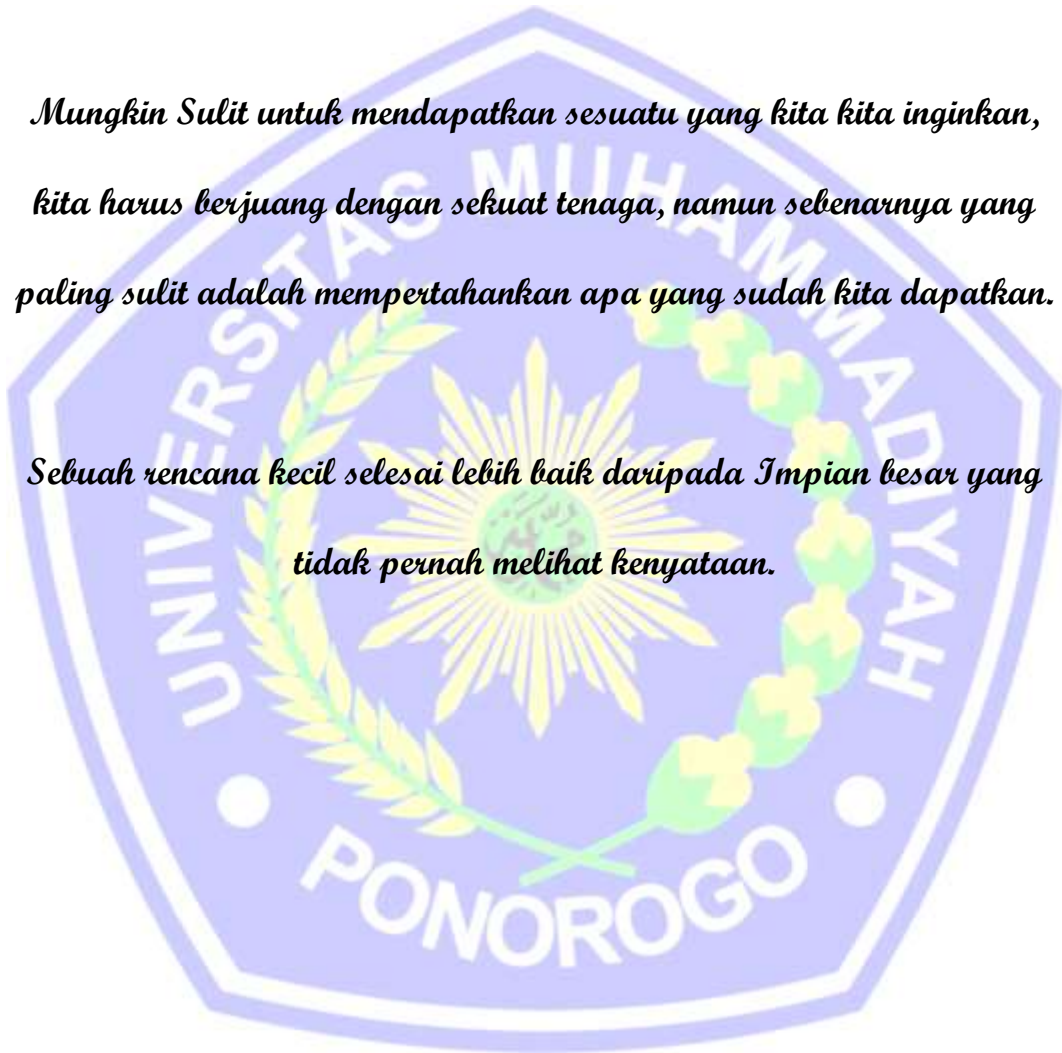 Mungkin Sulit untuk mendapatkan sesuatu yang kita kita inginkan,
kita harus berjuang dengan sekuat tenaga, namun sebenarnya yang
paling sulit adalah mempertahankan apa yang sudah kita dapatkan.
Sebuah rencana kecil selesai lebih baik daripada Impian besar yang
tidak pernah melihat kenyataan.
UNIVERSITAS MUHAMMADIYAH
PONOROGO